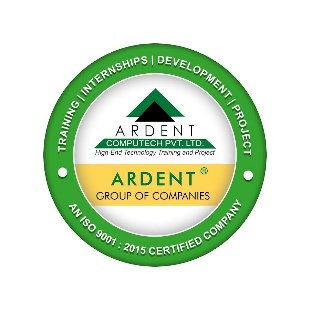 TRAINING | INTERNSHIPS | DEVELOPMENT | PROJECT
ARDENT
COMPUTECH PVT. LTD.
High-End Technology Training and Project
ARDENT ®
GROUP OF COMPANIES
AN ISO 9001 : 2015 CERTIFIED COMPANY